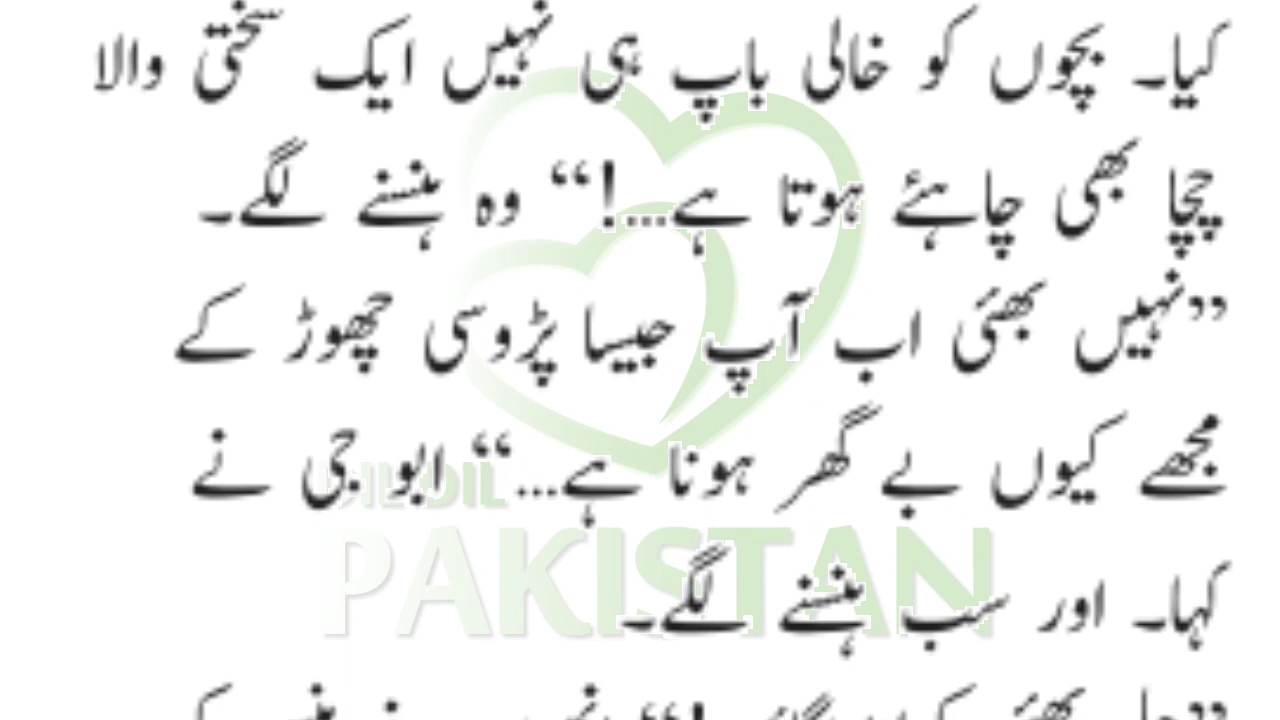 کیا۔ بچوں کو خالی باپ ہی نہیں ایک سختی والا
چچا بھی چاہئے ہوتا ہے...!“ وہ ہنسنے لگے۔
”نہیں بھئی اب آپ جیسا پڑوسی چھوڑ کے
مجھے کیوں بے گھر ہونا ہے...“ ابو جی نے
کہا۔ اور سب ہنسنے لگے۔
DIL DIL
PAKISTAN